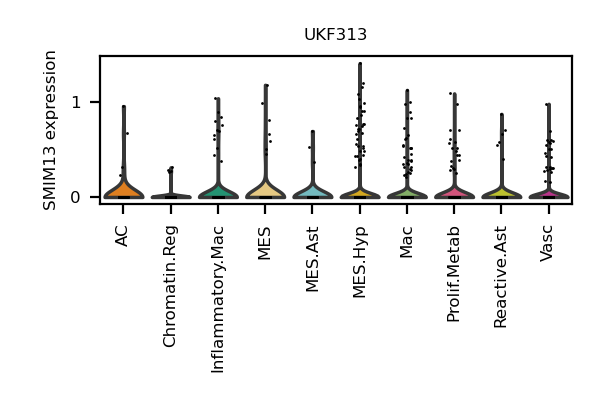 UKF313
SMIM13 expression
1
0
AC
Chromatin.Reg
Inflammatory.Mac
MES
MES.Ast
MES.Hyp
Mac
Prolif.Metab
Reactive.Ast
Vasc